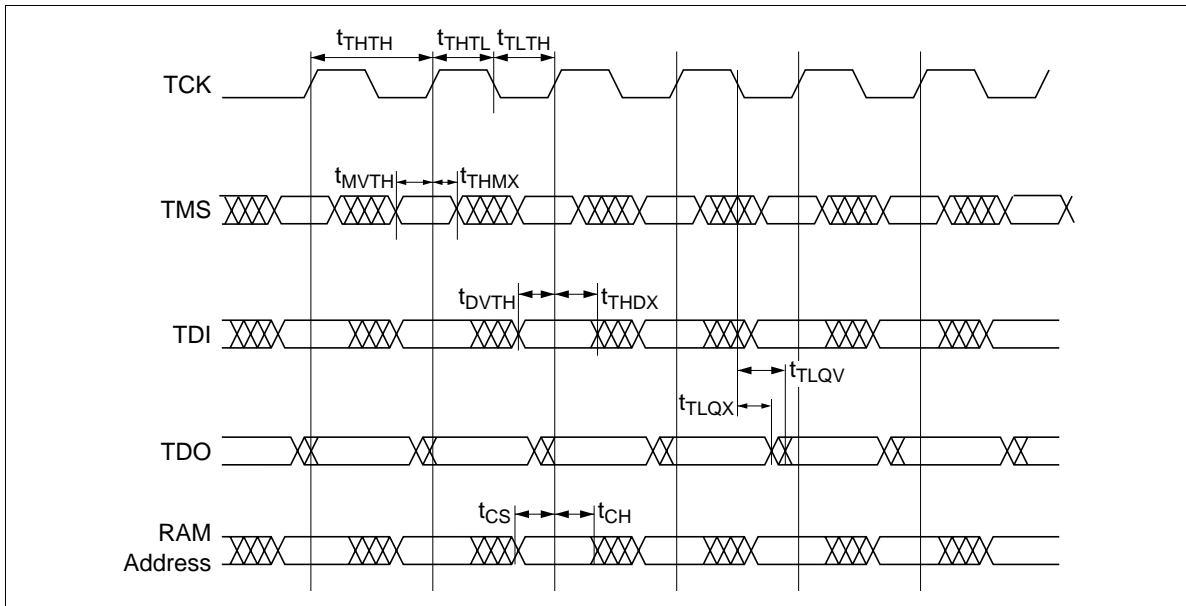 tTHTH tTHTL tTLTH
TCK
tMVTH tTHMX
TMS
tDVTH tTHDX
TDI
tTLQV
tTLQX
TDO
tCS tCH
RAM
Address